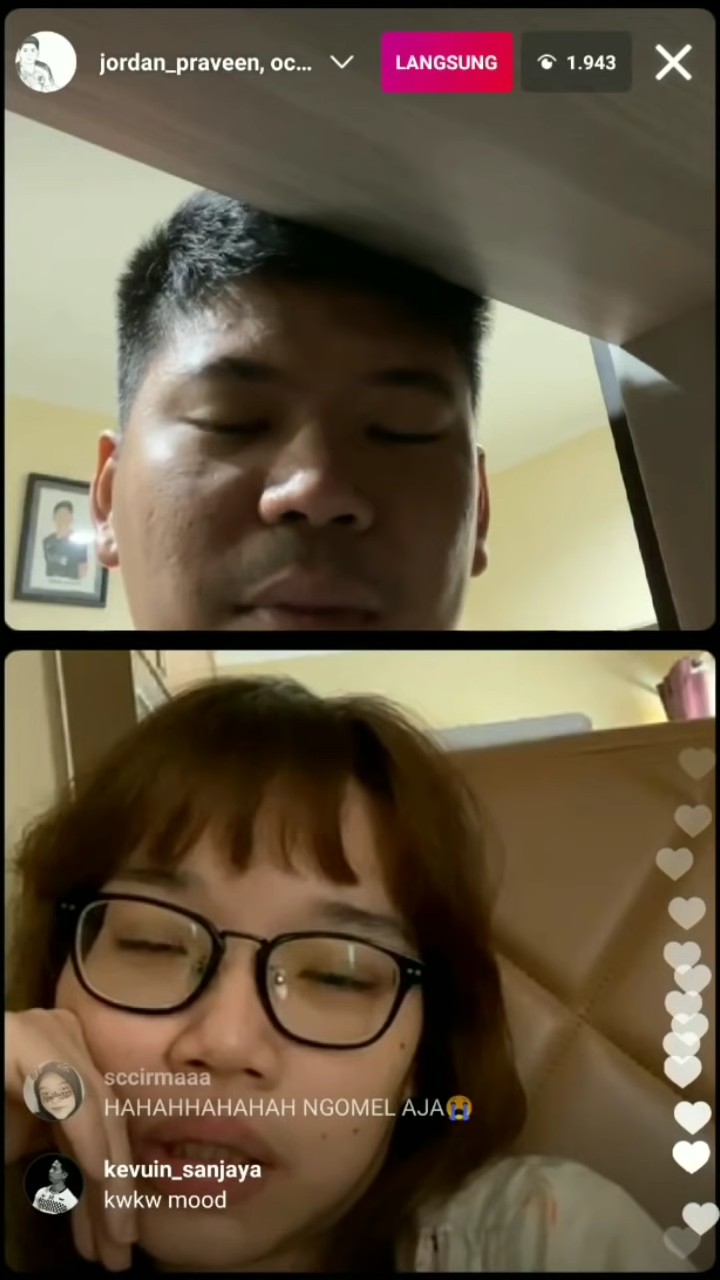 jordan_praveen, oc...
LANGSUNG
1.943
sccirmaaa
HAHAHHAHAHAH NGOMEL AJA😭
kevuin_sanjaya
kwkw mood